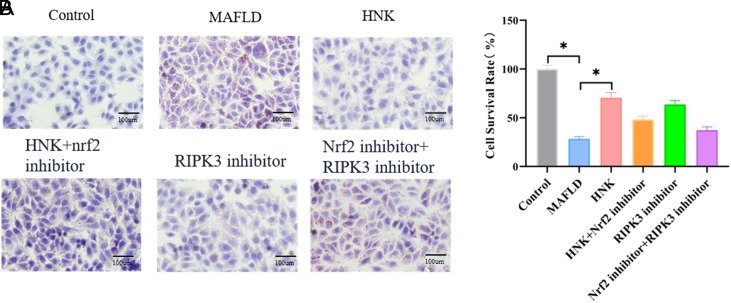 A
B
Control
MAFLD
HNK
100um
100um
100um
HNK+nrf2
inhibitor
RIPK3 inhibitor
Nrf2 inhibitor+
RIPK3 inhibitor
100um
100um
100um
Cell Survival Rate( %)
150
100
50
0
*
*
Control
MAFLD
HNK
HNK+Nrf2 inhibitor
RIPK3 inhibitor
Nrf2 inhibitor+RIPK3 inhibitor